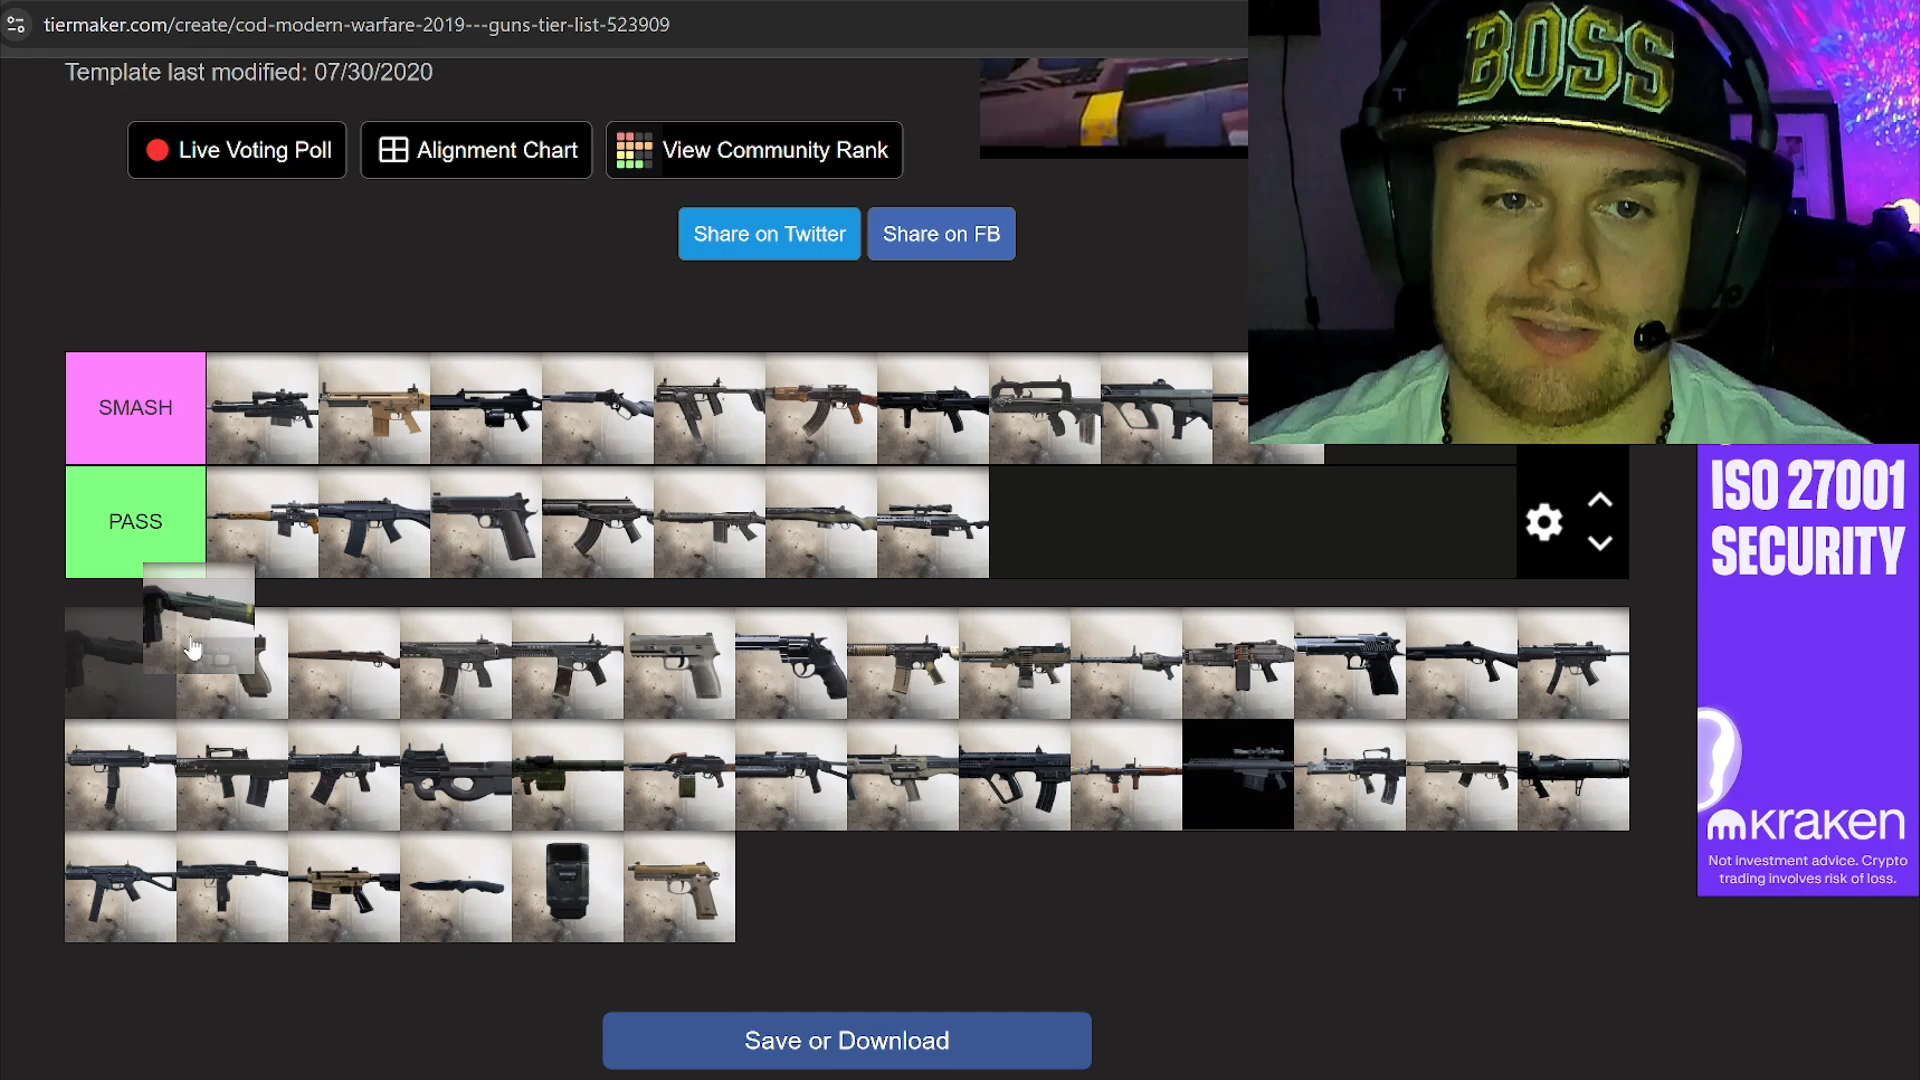 tiermaker.com/create/cod-modern-warfare-2019---guns-tier-list-523909
Template last modified: 07/30/2020
BOSS
Live Voting Poll
Alignment Chart
View Community Rank
Share on Twitter
Share on FB
SMASH
PASS
ISO 27001
SECURITY
mkraken
Not investment advice. Crypto
trading involves risk of loss.
Save or Download